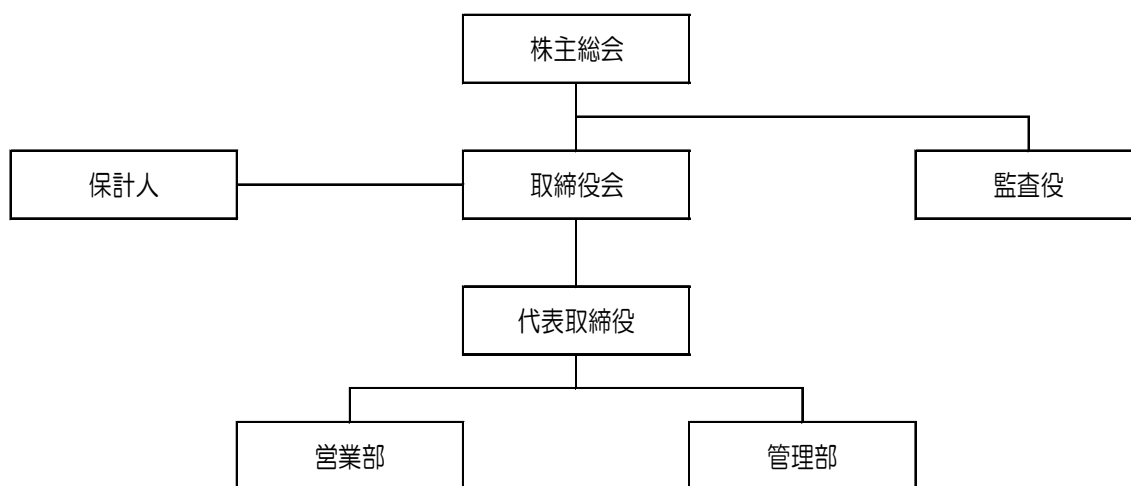 株主総会
保計人
取締役会
監査役
代表取締役
営業部
管理部